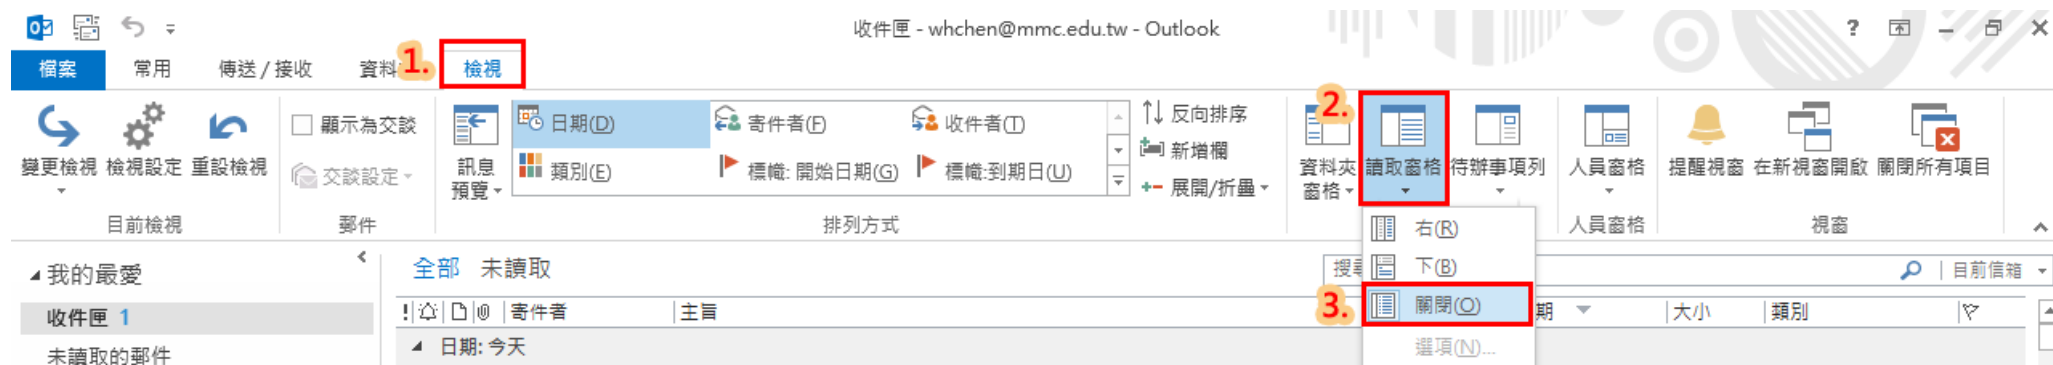 收件匣 - whchen@mmc.edu.tw - Outlook
檔案 常用 傳送 / 接收 資料 1. 檢視
變更檢視 檢視設定 重設檢視
目前檢視
顯示為交談
交談設定
郵件
訊息
預覽
日期(D) 寄件者(F) 收件者(T)
類別(E) 標幟: 開始日期(G) 標幟:到期日(U)
反向排序
新增欄
展開/折疊
排列方式
2.
資料夾
窗格
讀取窗格 待辦事項列
人員窗格
人員窗格
提醒視窗 在新視窗開啟 關閉所有項目
視窗
右(R)
下(B)
3. 關閉(O)
選項(N)...
我的最愛
收件匣 1
未讀取的郵件
全部 未讀取
搜尋 目前信箱
寄件者 主旨 期 大小 類別
日期: 今天